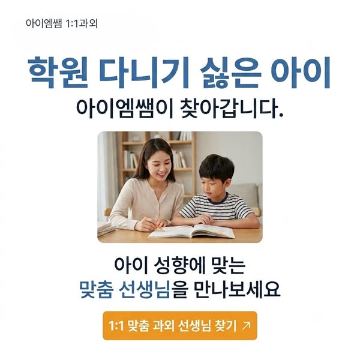 아이엠쌤 1:1과외
학원 다니기 싫은 아이
아이엠쌤이 찾아갑니다.
아이 성향에 맞는
맞춤 선생님을 만나보세요
1:1 맞춤 과외 선생님 찾기 ↗